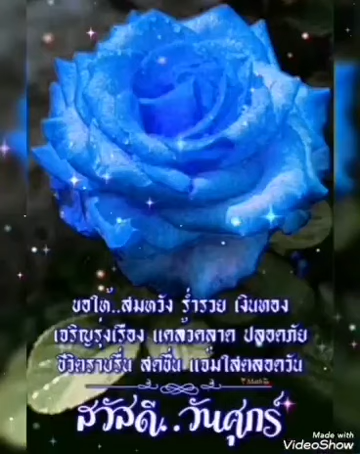 ขอให้..สมหวัง ร่ำรวย เงินทอง
เจริญรุ่งเรือง แคล้วคลาด ปลอดภัย
ชีวิตราบรื่น สดชื่น แจ่มใสตลอดวัน
สวัสดี..วันศุกร์
Made with
VideoShow